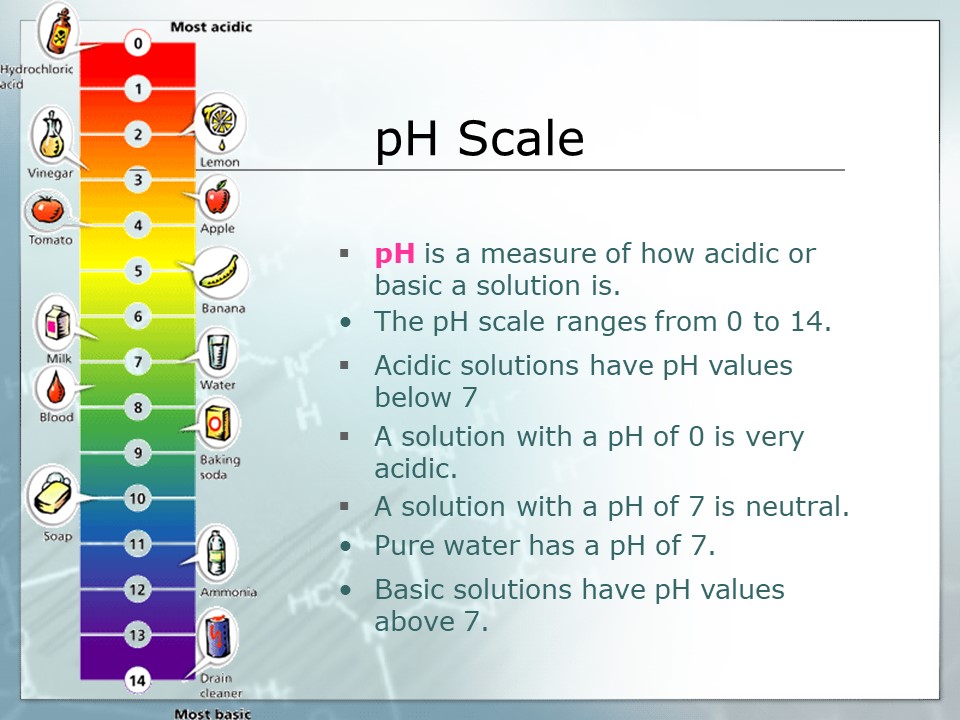 Most acidic
0
Hydrochloric
acid
1
2
Lemon
Vinegar
3
Apple
4
Tomato
5
Banana
6
Milk
7
Water
Blood
8
9
Baking
soda
10
Soap
11
Ammonia
12
13
14
Drain
cleaner
Most basic
pH Scale
▪ pH is a measure of how acidic or
basic a solution is.
• The pH scale ranges from 0 to 14.
▪ Acidic solutions have pH values
below 7
▪ A solution with a pH of 0 is very
acidic.
▪ A solution with a pH of 7 is neutral.
• Pure water has a pH of 7.
• Basic solutions have pH values
above 7.